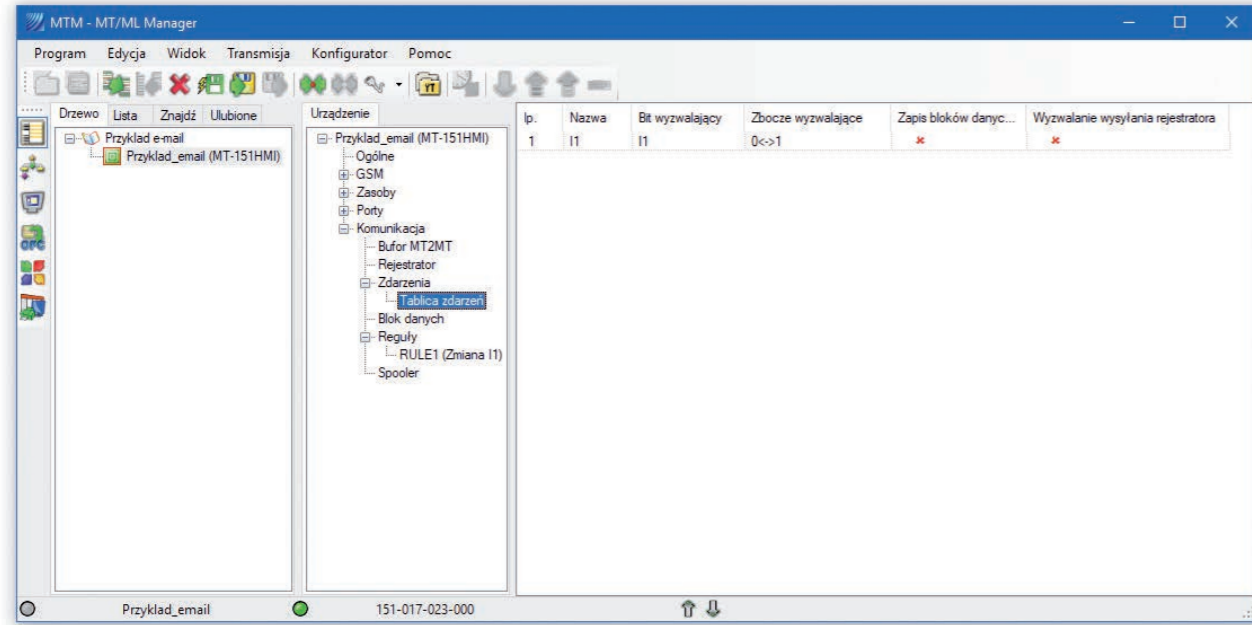 MTM - MT/ML Manager
Program Edycja Widok Transmisja Konfigurator Pomoc
YT
Drzewo Lista Znajdź Ulubione
Przyklad e-mail
Przyklad_email (MT-151HMI)
OPC
Urządzenie
Przyklad_email (MT-151HMI)
Ogólne
GSM
Zasoby
Porty
Komunikacja
Bufor MT2MT
Rejestrator
Zdarzenia
Tablica zdarzeń
Blok danych
Reguły
RULE1 (Zmiana I1)
Spooler
lp. Nazwa Bit wyzwalający Zbocze wyzwalające Zapis bloków danyc... Wyzwalanie wysyłania rejestratora
1 I1 I1 0<->1
Przyklad_email 151-017-023-000